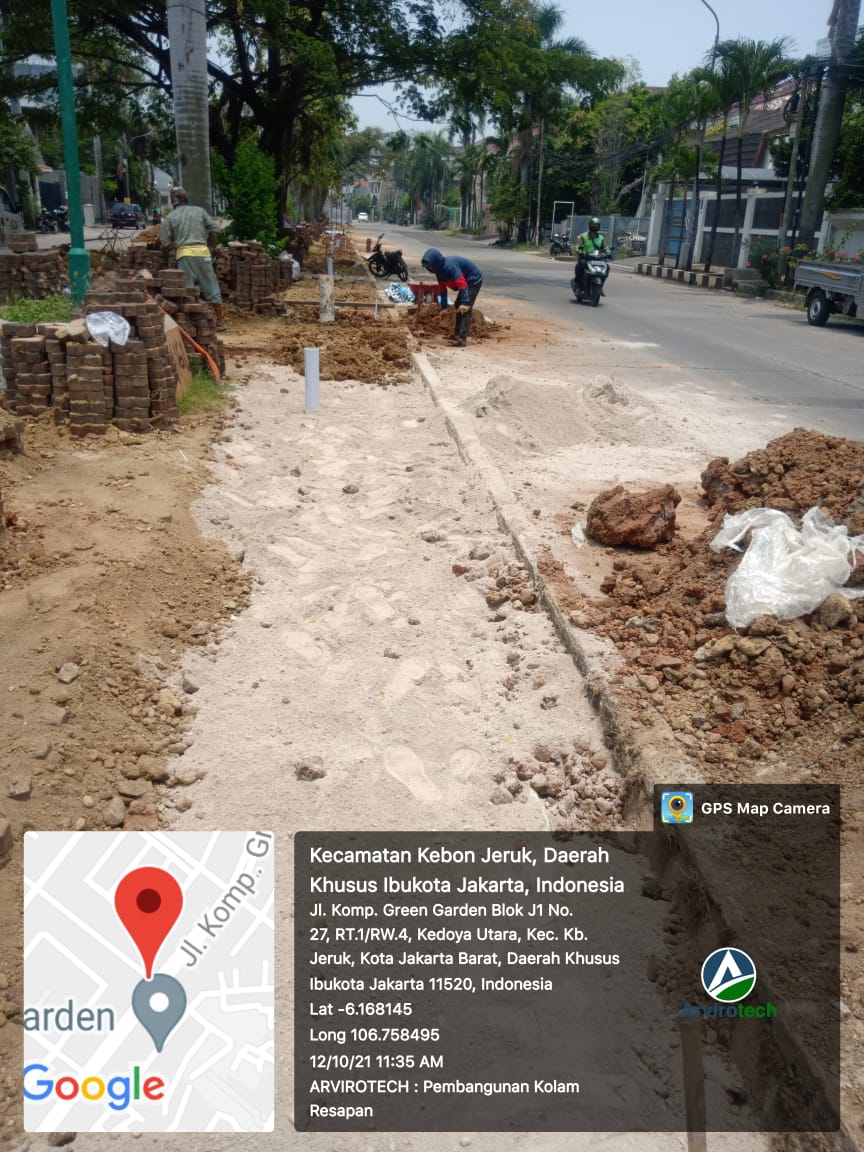 GPS Map Camera
Kecamatan Kebon Jeruk, Daerah
Khusus Ibukota Jakarta, Indonesia
Jl. Komp. Green Garden Blok J1 No.
27, RT.1/RW.4, Kedoya Utara, Kec. Kb.
Jeruk, Kota Jakarta Barat, Daerah Khusus
Ibukota Jakarta 11520, Indonesia
Lat -6.168145
Long 106.758495
12/10/21 11:35 AM
ARVIROTECH : Pembangunan Kolam
Resapan
Arvirotech
Jl. Komp. Gr
arden
Google